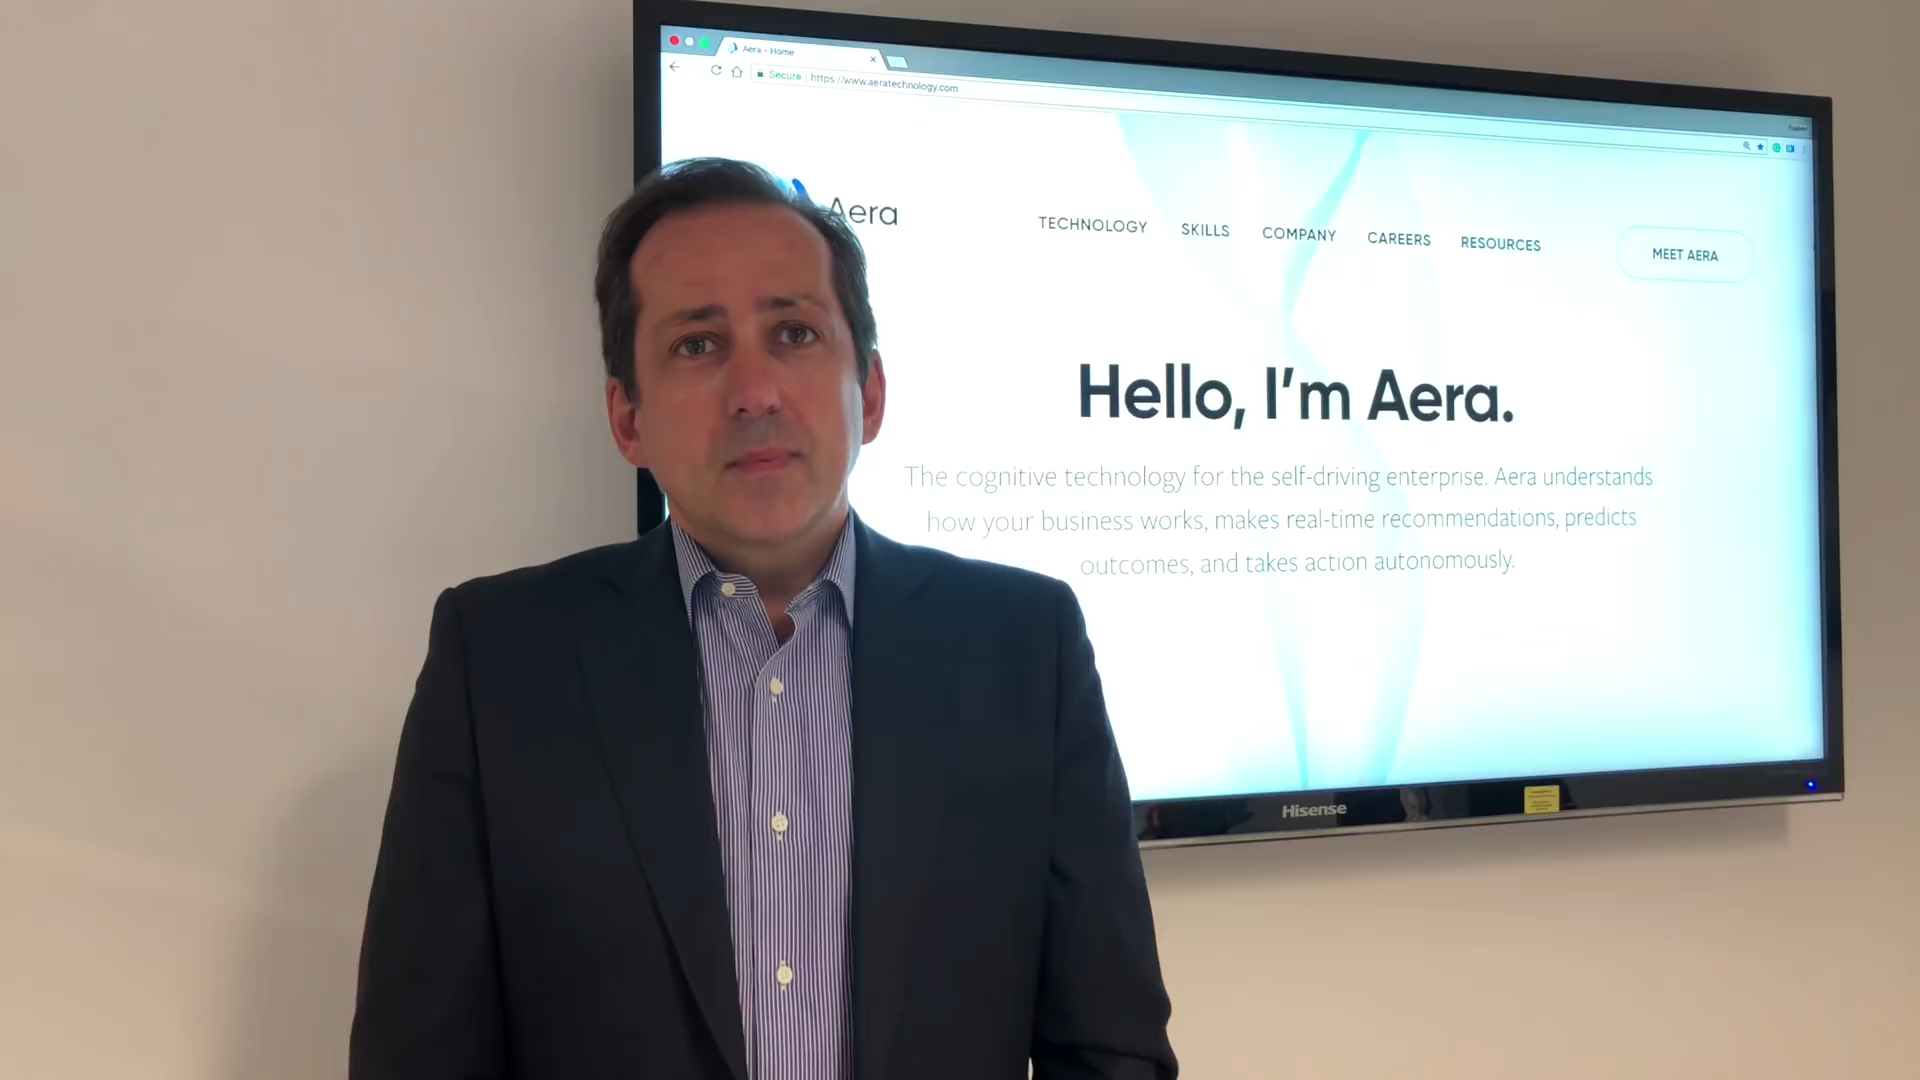 Aera - Home
Secure | https://www.aeratechnology.com
Aera
TECHNOLOGY
SKILLS
COMPANY
CAREERS
RESOURCES
MEET AERA
Hello, I'm Aera.
The cognitive technology for the self-driving enterprise. Aera understands
how your business works, makes real-time recommendations, predicts
outcomes, and takes action autonomously.
Hisense